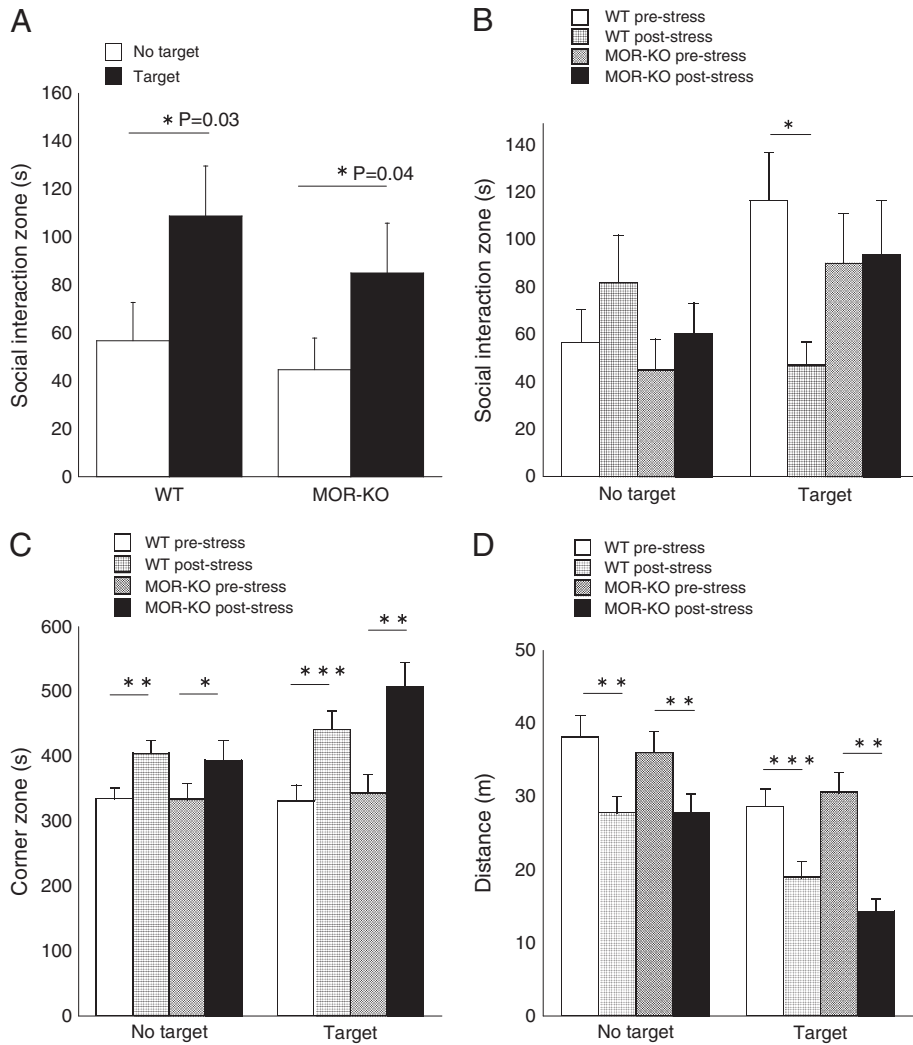 A
No target
Target
160
140
120
100
80
60
40
20
0
Social interaction zone (s)
* P=0.03
* P=0.04
WT
MOR-KO
B
WT pre-stress
WT post-stress
MOR-KO pre-stress
MOR-KO post-stress
140
120
100
80
60
40
20
0
Social interaction zone (s)
*
No target
Target
C
WT pre-stress
WT post-stress
MOR-KO pre-stress
MOR-KO post-stress
600
500
400
300
200
100
0
Corner zone (s)
* *
*
* * *
* *
No target
Target
D
WT pre-stress
WT post-stress
MOR-KO pre-stress
MOR-KO post-stress
50
40
30
20
10
0
Distance (m)
* *
* *
* * *
* *
No target
Target